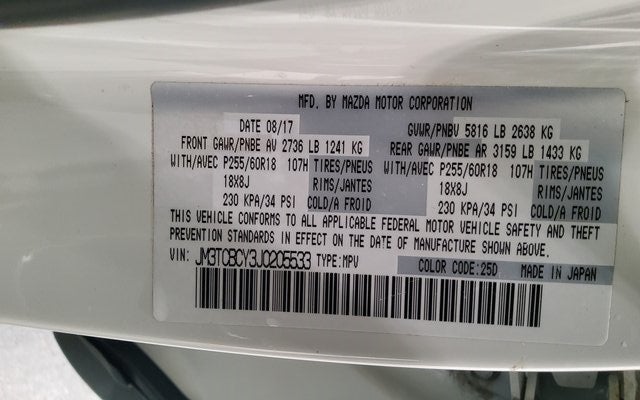 MFD. BY MAZDA MOTOR CORPORATION
DATE 08/17 GVWR/PNBV 5816 LB 2638 KG
FRONT GAWR/PNBE AV 2736 LB 1241 KG REAR GAWR/PNBE AR 3159 LB 1433 KG
WITH/AVEC P255/60R18 107H TIRES/PNEUS WITH/AVEC P255/60R18 107H TIRES/PNEUS
18X8J RIMS/JANTES 18X8J RIMS/JANTES
230 KPA/34 PSI COLD/A FROID 230 KPA/34 PSI COLD/A FROID
THIS VEHICLE CONFORMS TO ALL APPLICABLE FEDERAL MOTOR VEHICLE SAFETY AND THEFT
PREVENTION STANDARDS IN EFFECT ON THE DATE OF MANUFACTURE SHOWN ABOVE.
VIN: JM3TCBCY3J0205533 TYPE:MPV COLOR CODE:25D MADE IN JAPAN